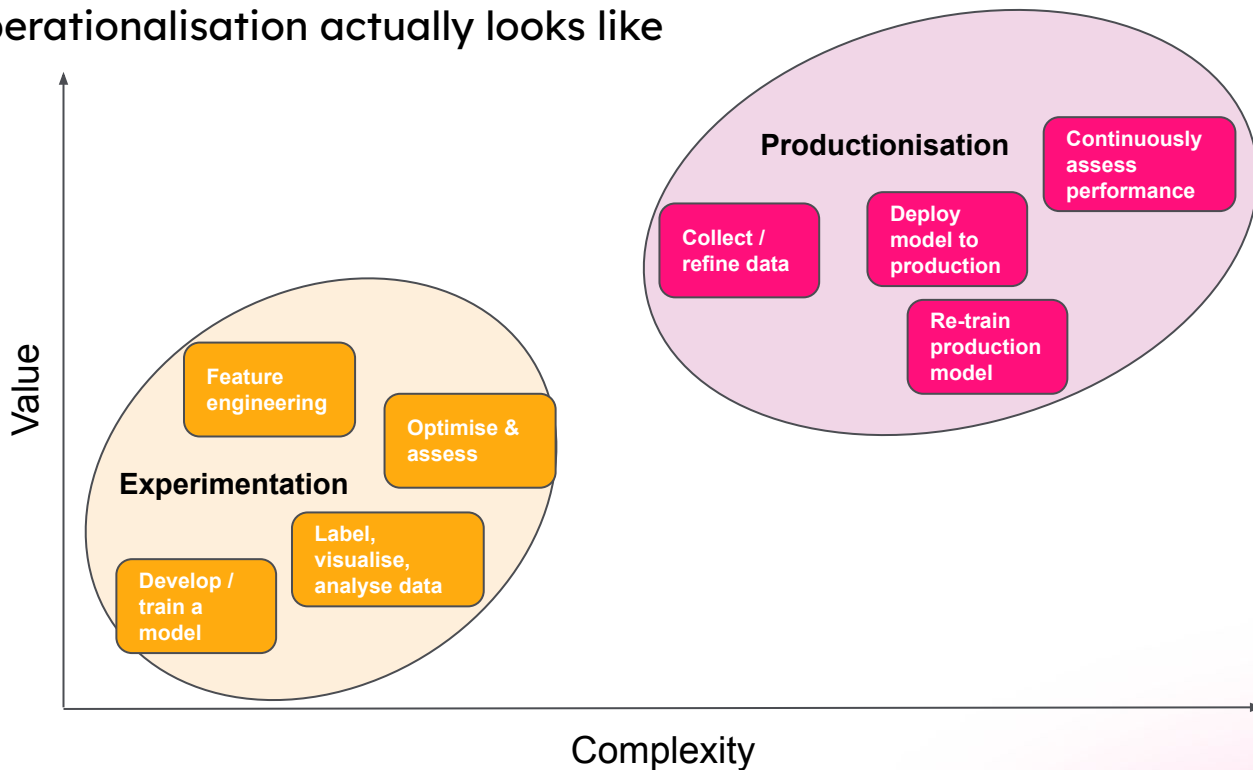 perationalisation actually looks like
Productionisation
Continuously
assess
performance
Collect /
refine data
Deploy
model to
production
Re-train
production
model
Value
Feature
engineering
Optimise &
assess
Experimentation
Label,
visualise,
analyse data
Develop /
train a
model
Complexity